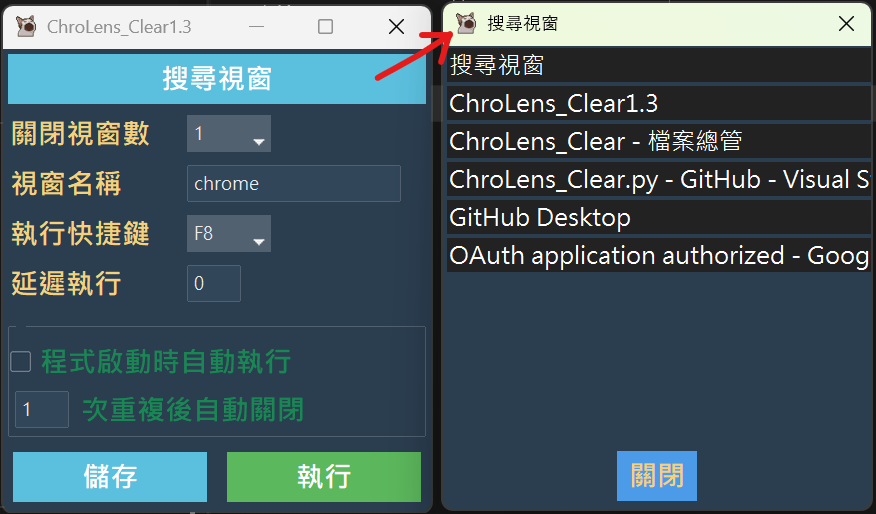 ChroLens_Clear1.3
搜尋視窗
關閉視窗數
1
視窗名稱
chrome
執行快捷鍵
F8
延遲執行
0
程式啟動時自動執行
1
次重複後自動關閉
儲存
執行
搜尋視窗
搜尋視窗
ChroLens_Clear1.3
ChroLens_Clear - 檔案總管
ChroLens_Clear.py - GitHub - Visual S
GitHub Desktop
OAuth application authorized - Goog
關閉